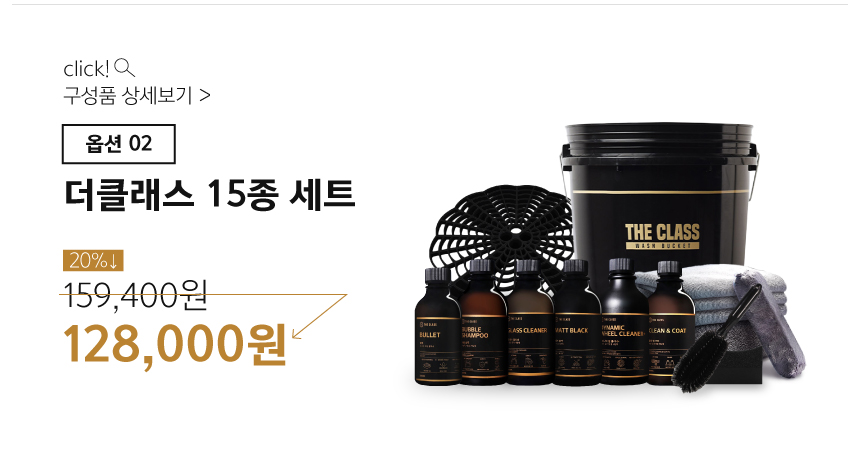 click!
구성품 상세보기 >
옵션 02
더클래스 15종 세트
20%↓
159,400원
128,000원
THE CLASS
WASH BUCKET
BULLET
BUBBLE
SHAMPOO
GLASS CLEANER
MATT BLACK
DYNAMIC
WHEEL CLEANER
CLEAN & COAT